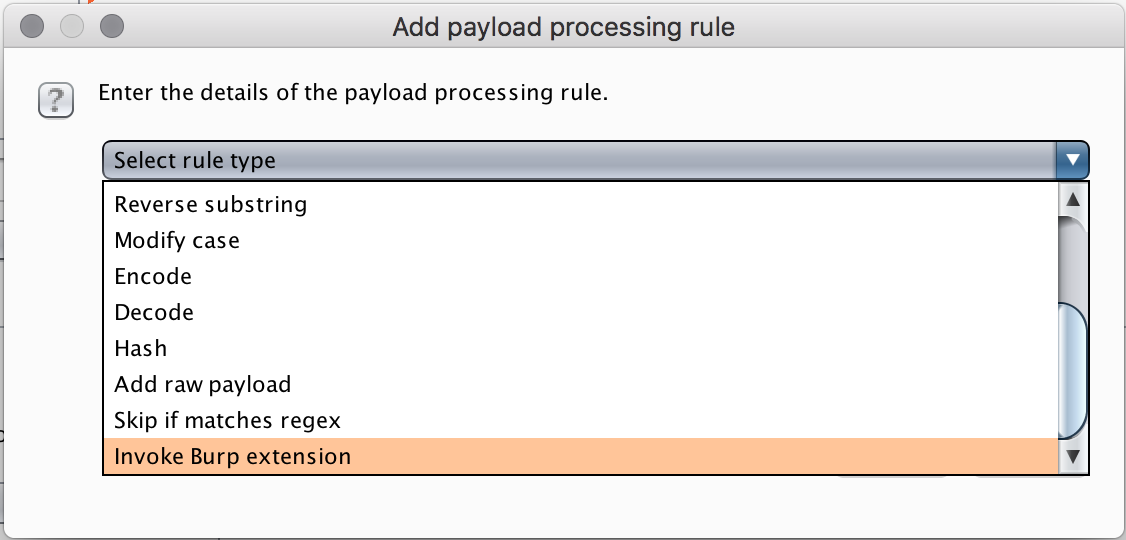 Add payload processing rule
?
Enter the details of the payload processing rule.
Select rule type
Reverse substring
Modify case
Encode
Decode
Hash
Add raw payload
Skip if matches regex
Invoke Burp extension